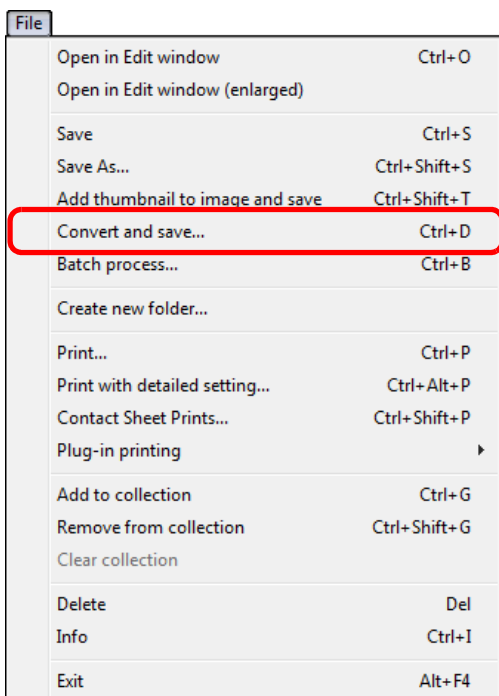 File
Open in Edit window Ctrl+O
Open in Edit window (enlarged)
Save Ctrl+S
Save As... Ctrl+Shift+S
Add thumbnail to image and save Ctrl+Shift+T
Convert and save... Ctrl+D
Batch process... Ctrl+B
Create new folder...
Print... Ctrl+P
Print with detailed setting... Ctrl+Alt+P
Contact Sheet Prints... Ctrl+Shift+P
Plug-in printing
Add to collection Ctrl+G
Remove from collection Ctrl+Shift+G
Clear collection
Delete Del
Info Ctrl+I
Exit Alt+F4